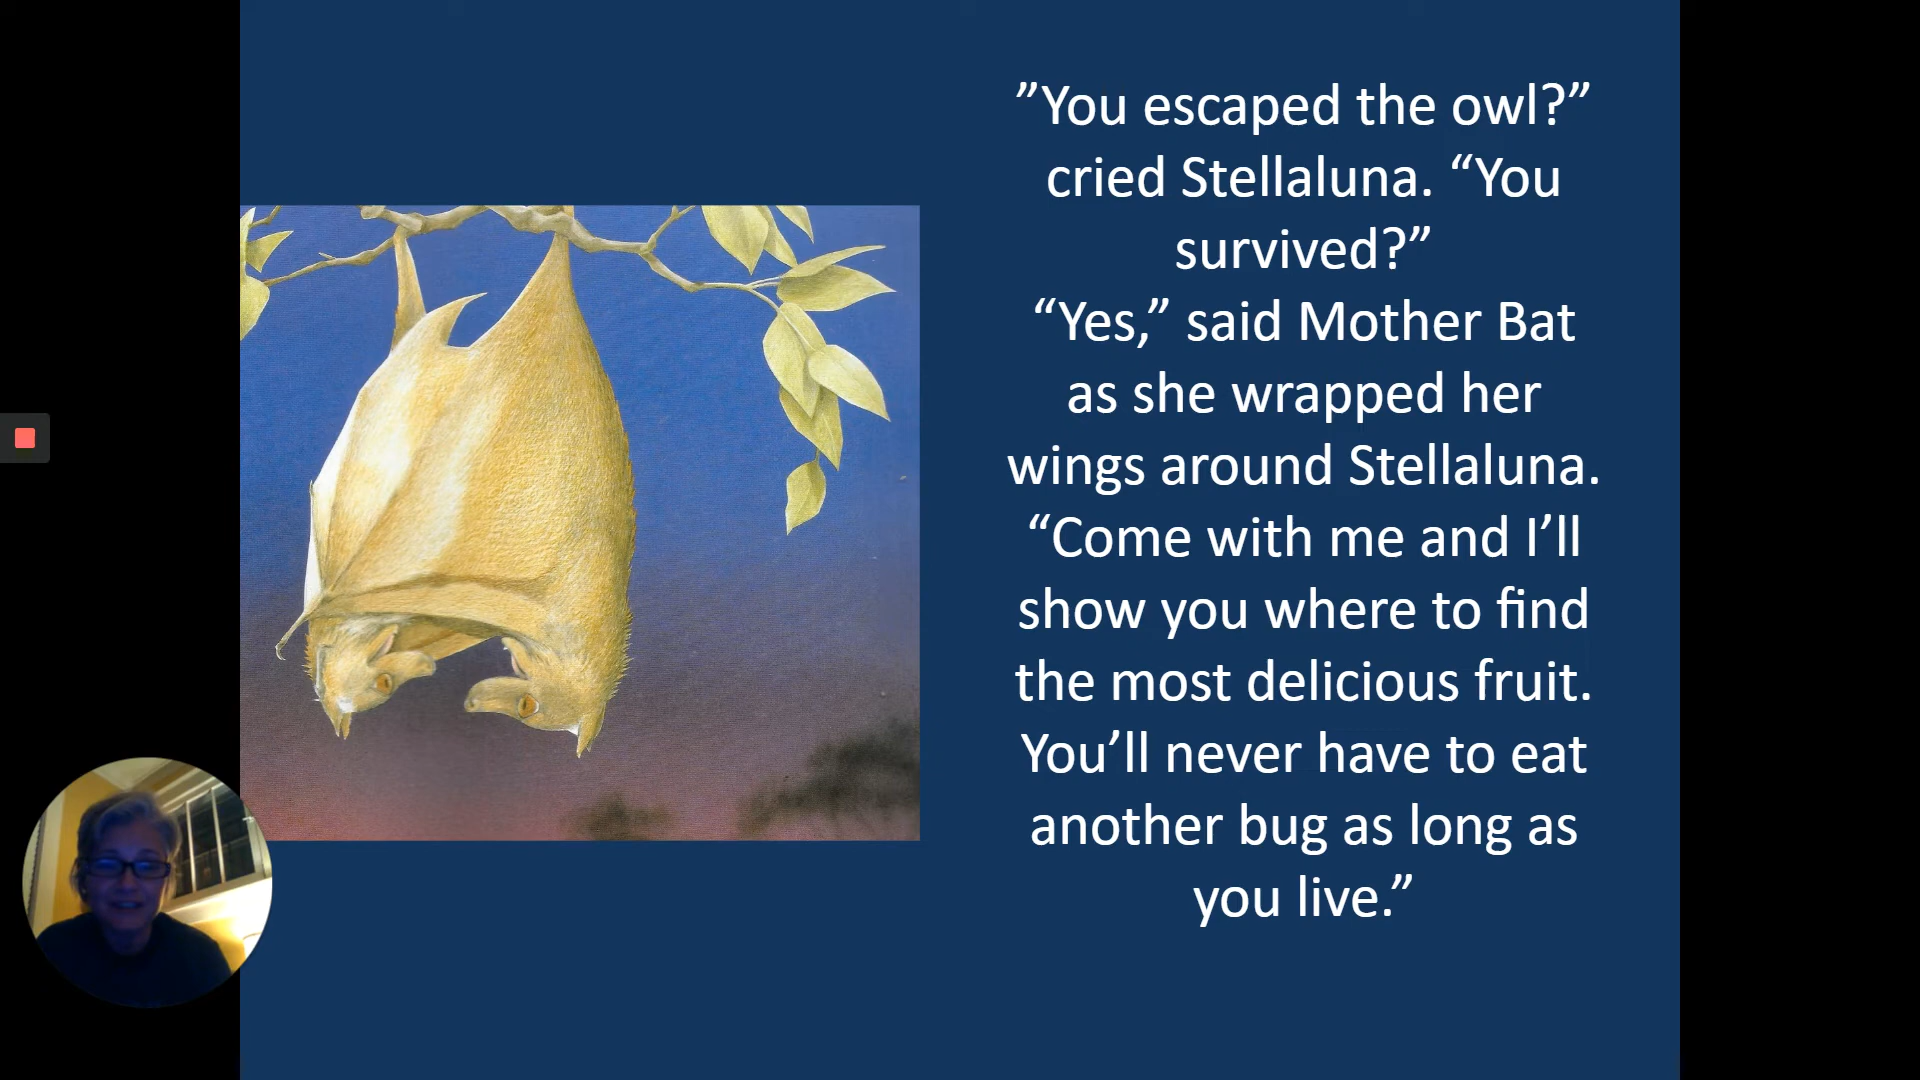 ”You escaped the owl?”
cried Stellaluna. “You
survived?”
“Yes,” said Mother Bat
as she wrapped her
wings around Stellaluna.
“Come with me and I’ll
show you where to find
the most delicious fruit.
You’ll never have to eat
another bug as long as
you live.”